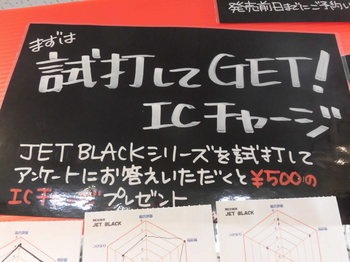 発売前日までにご予約い
まずは
試打してGET!
ICチャージ
JET BLACKシリーズを試打して
アンケートにお答えいただくと¥500の
ICチャージプレゼント
JET BLACK
JET BLACK